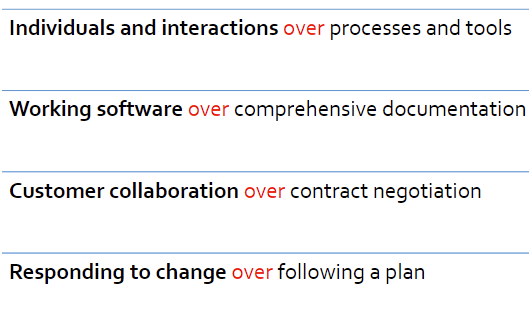 Individuals and interactions over processes and tools
Working software over comprehensive documentation
Customer collaboration over contract negotiation
Responding to change over following a plan